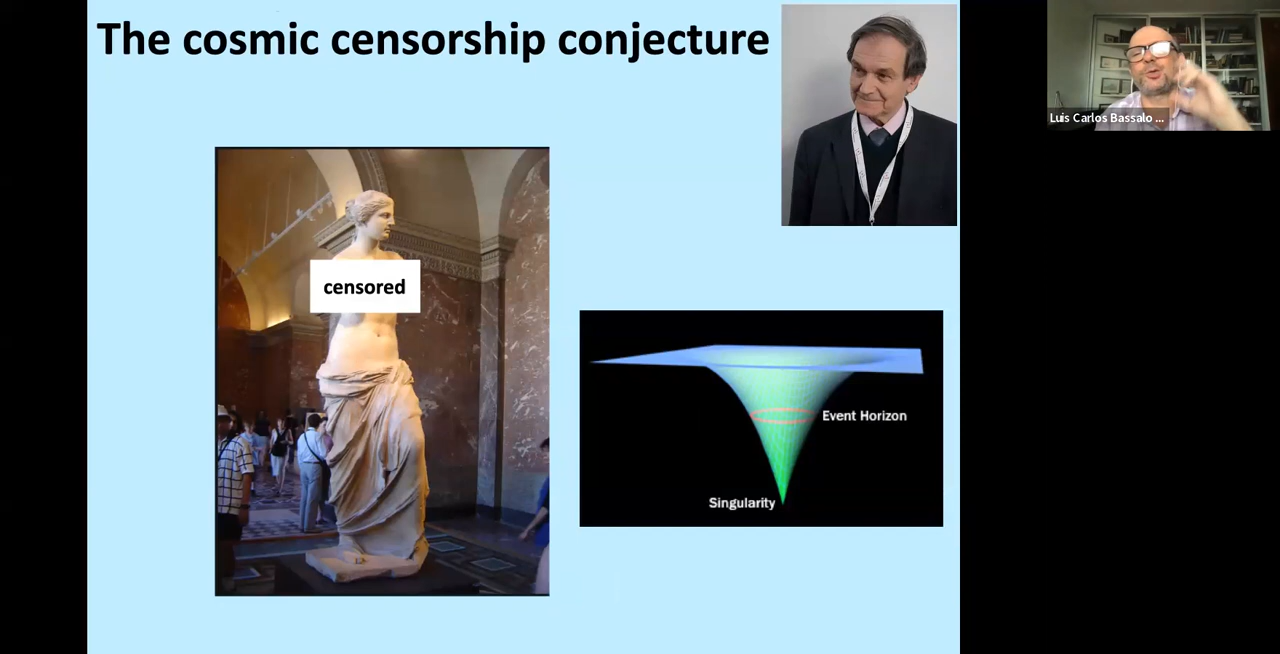 The cosmic censorship conjecture
Luis Carlos Bassalo ...
censored
Event Horizon
Singularity